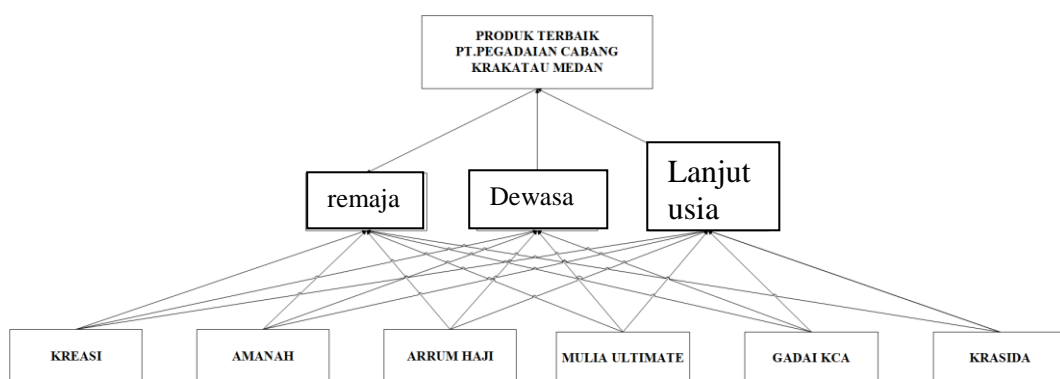 PRODUK TERBAIK
PT.PEGADAIAN CABANG
KRAKATAU MEDAN
remaja
Dewasa
Lanjut
usia
KREASI
AMANAH
ARRUM HAJI
MULIA ULTIMATE
GADAI KCA
KRASIDA